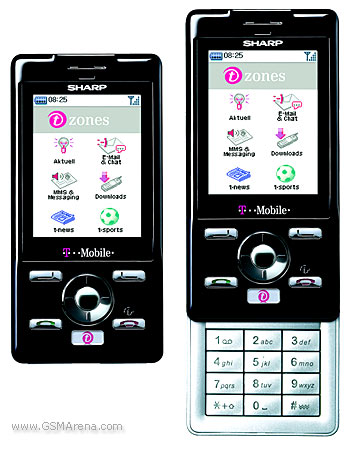 SHARP
08:25
zones
Aktuell
E-Mail
& Chat
MMS &
Messaging
Downloads
t-news
t-sports
T··Mobile·
SHARP
08:25
zones
Aktuell
E-Mail
& Chat
MMS &
Messaging
Downloads
t-news
t-sports
T··Mobile·
1
2 abc
3 def
4 ghi
5 jkl
6 mno
7 pqrs
8 tuv
9 wxyz
*+⌂
0
#
www.GSMArena.com